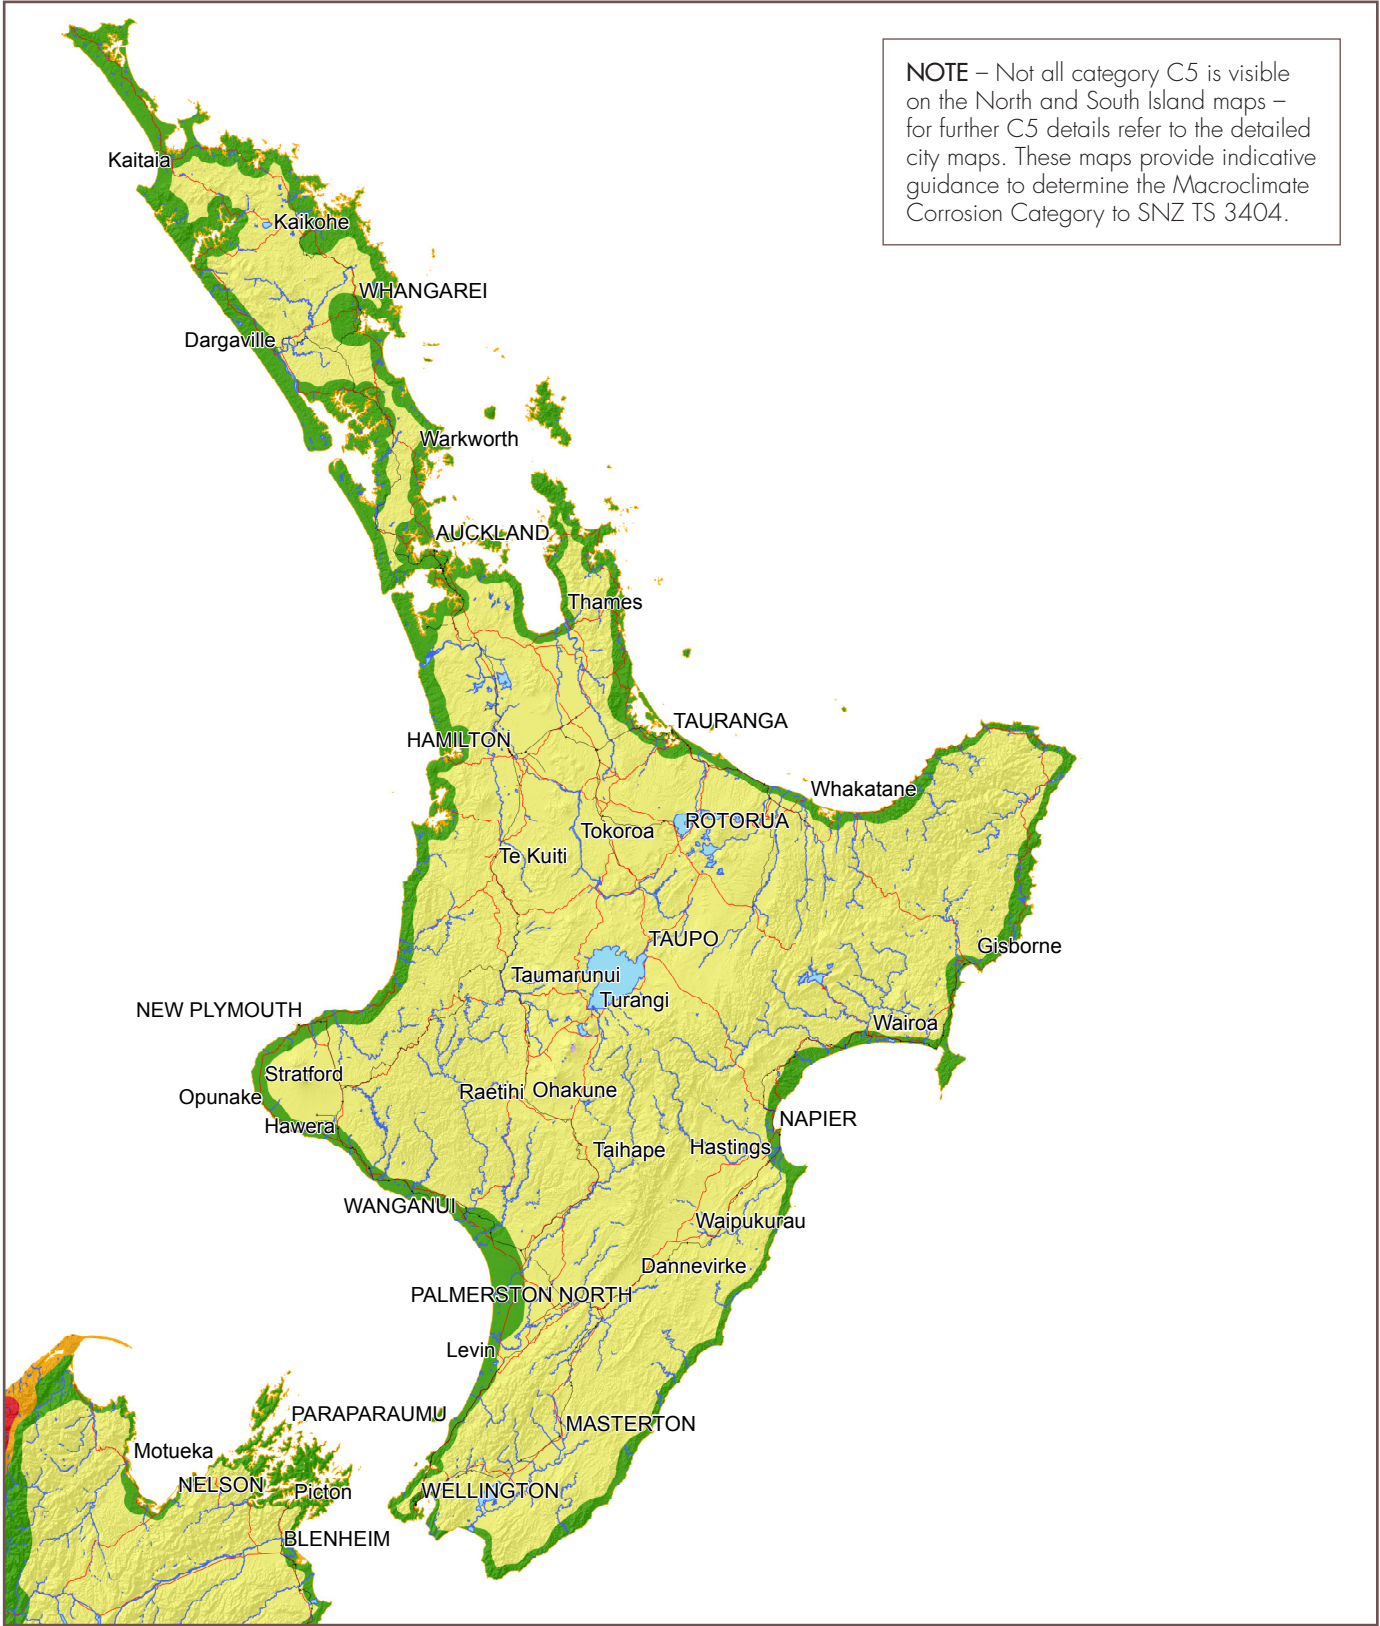 NOTE – Not all category C5 is visible
on the North and South Island maps –
for further C5 details refer to the detailed
city maps. These maps provide indicative
guidance to determine the Macroclimate
Corrosion Category to SNZ TS 3404.
Kaitaia
Kaikohe
WHANGAREI
Dargaville
Warkworth
AUCKLAND
Thames
TAURANGA
HAMILTON
Whakatane
ROTORUA
Tokoroa
Te Kuiti
TAUPO
Gisborne
Taumarunui
Turangi
NEW PLYMOUTH
Wairoa
Stratford
Raetihi
Ohakune
Opunake
NAPIER
Hawera
Taihape
Hastings
WANGANUI
Waipukurau
Dannevirke
PALMERSTON NORTH
Levin
PARAPARAUMU
MASTERTON
Motueka
NELSON
Picton
WELLINGTON
BLENHEIM